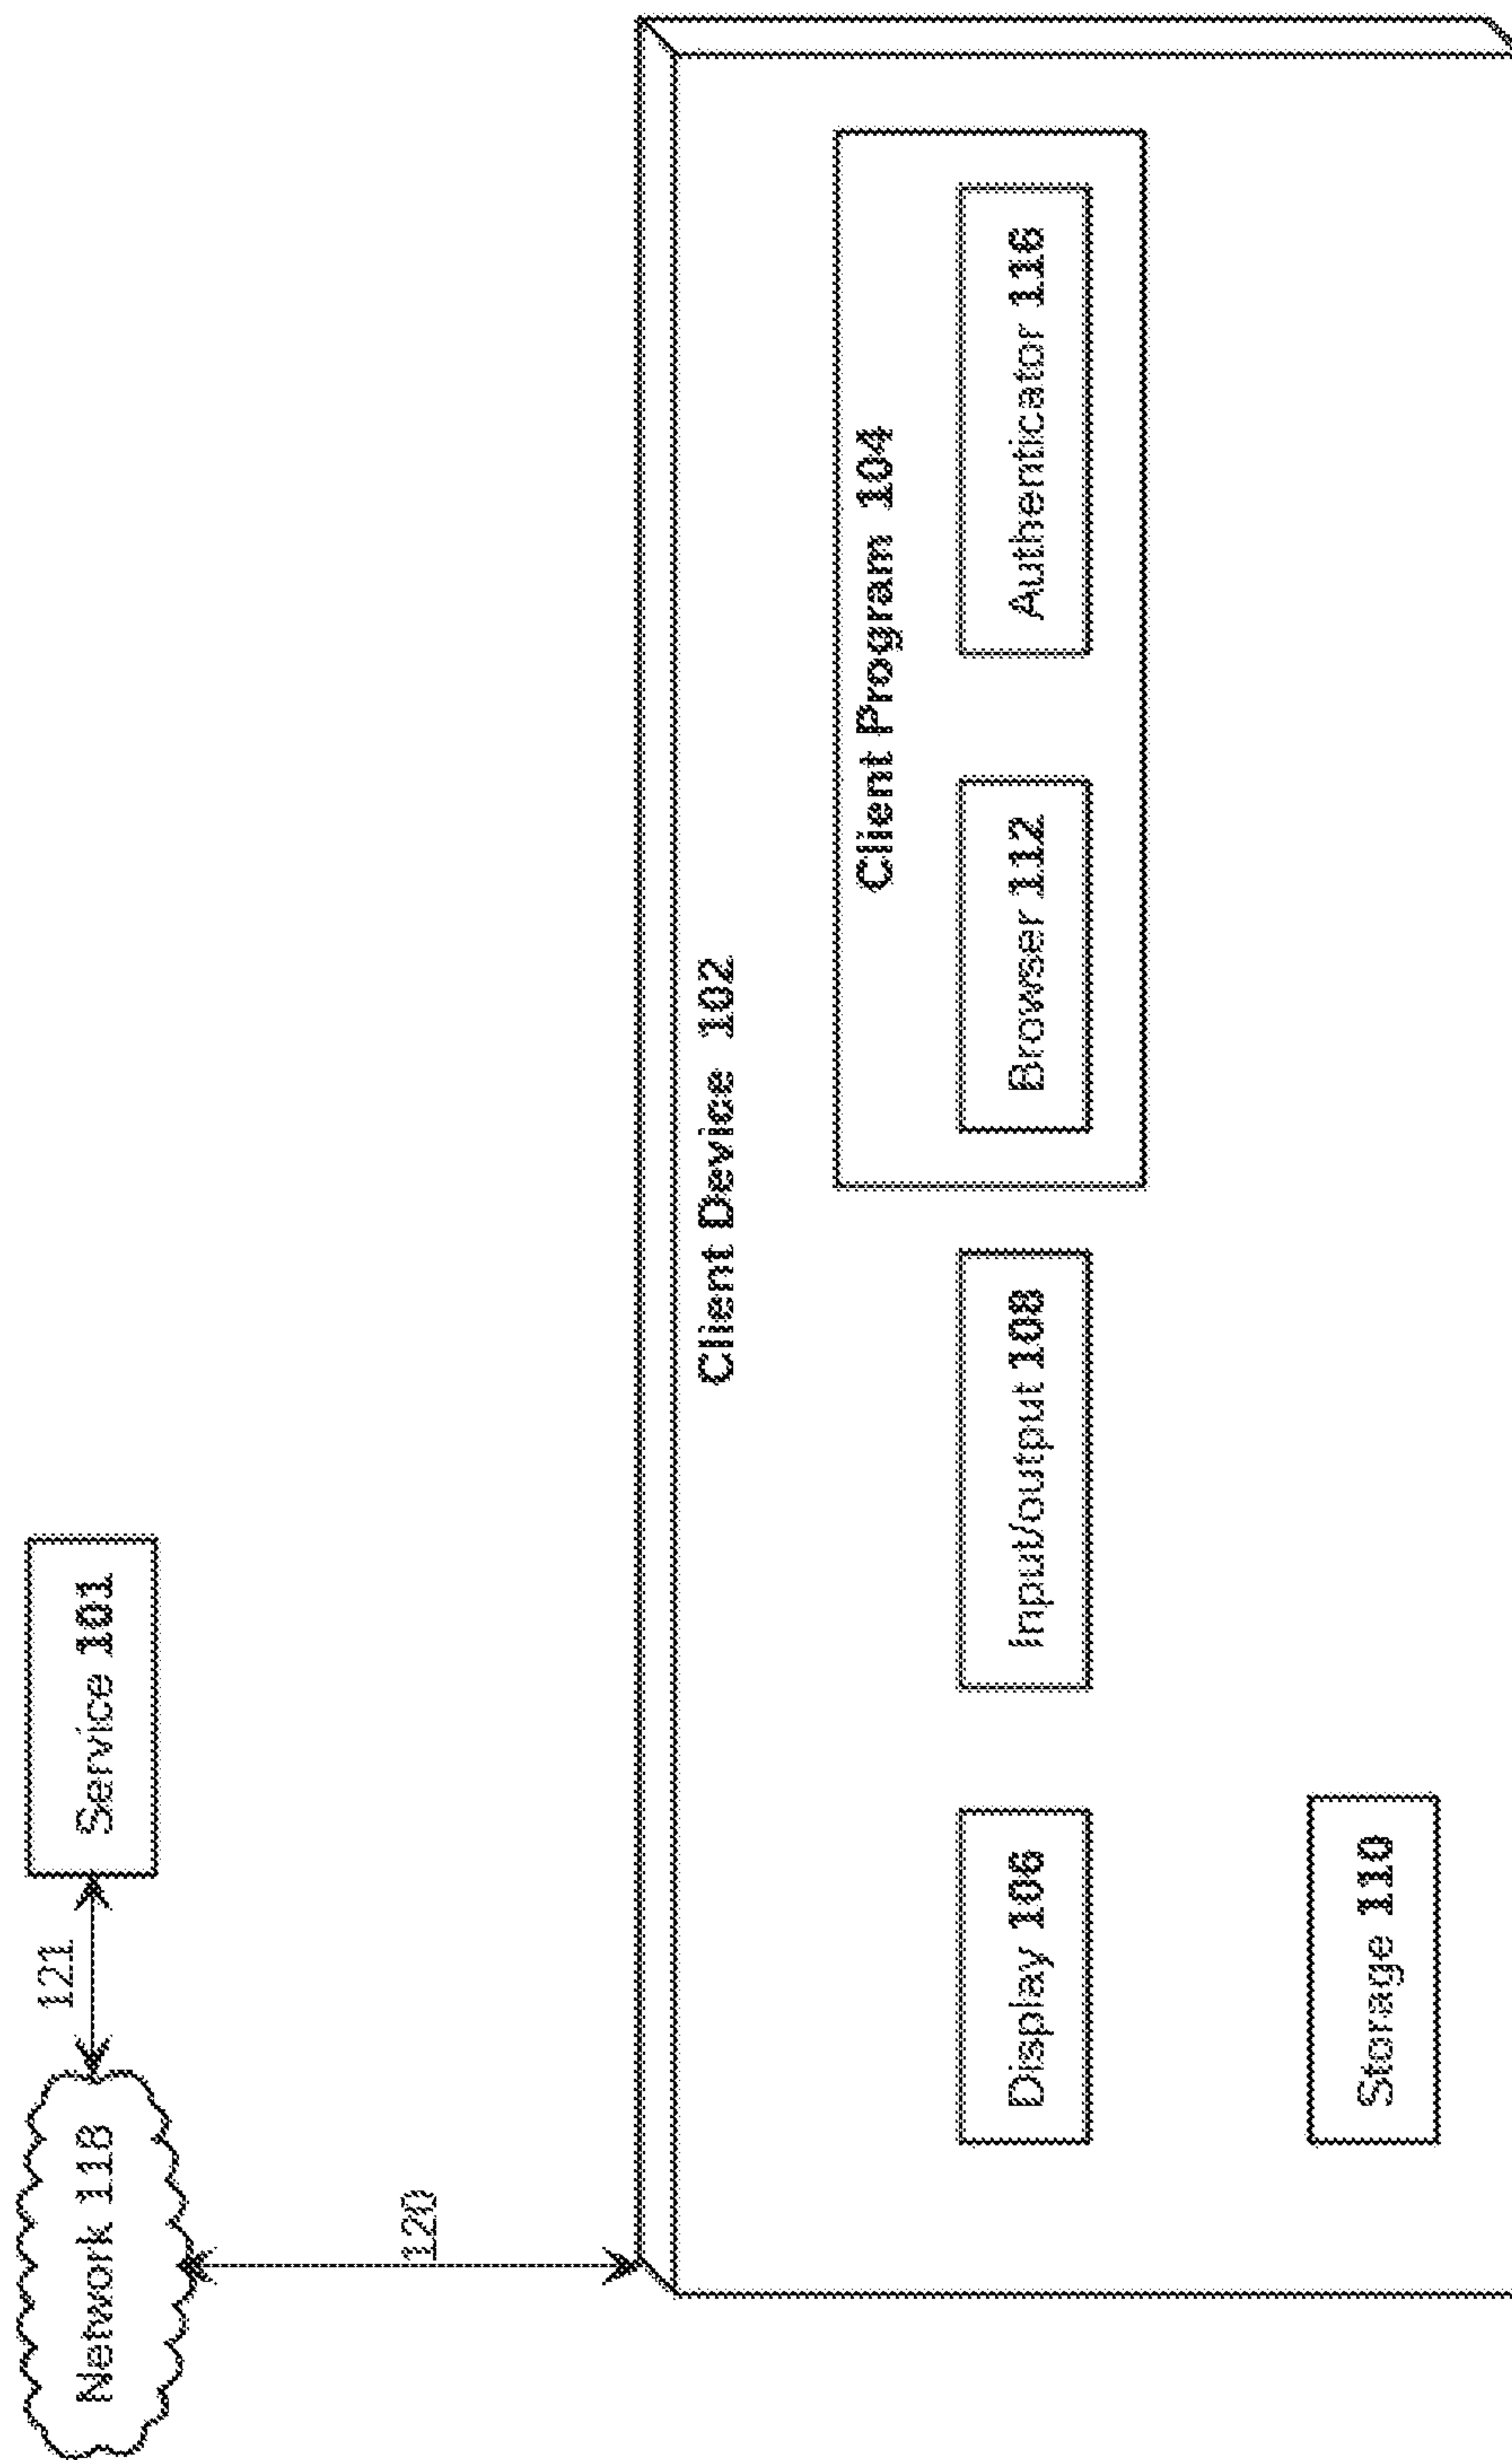 Network 118
121
Service 101
120
Client Device 102
Client Program 104
Display 106
Input/output 108
Browser 112
Authenticator 116
Storage 110